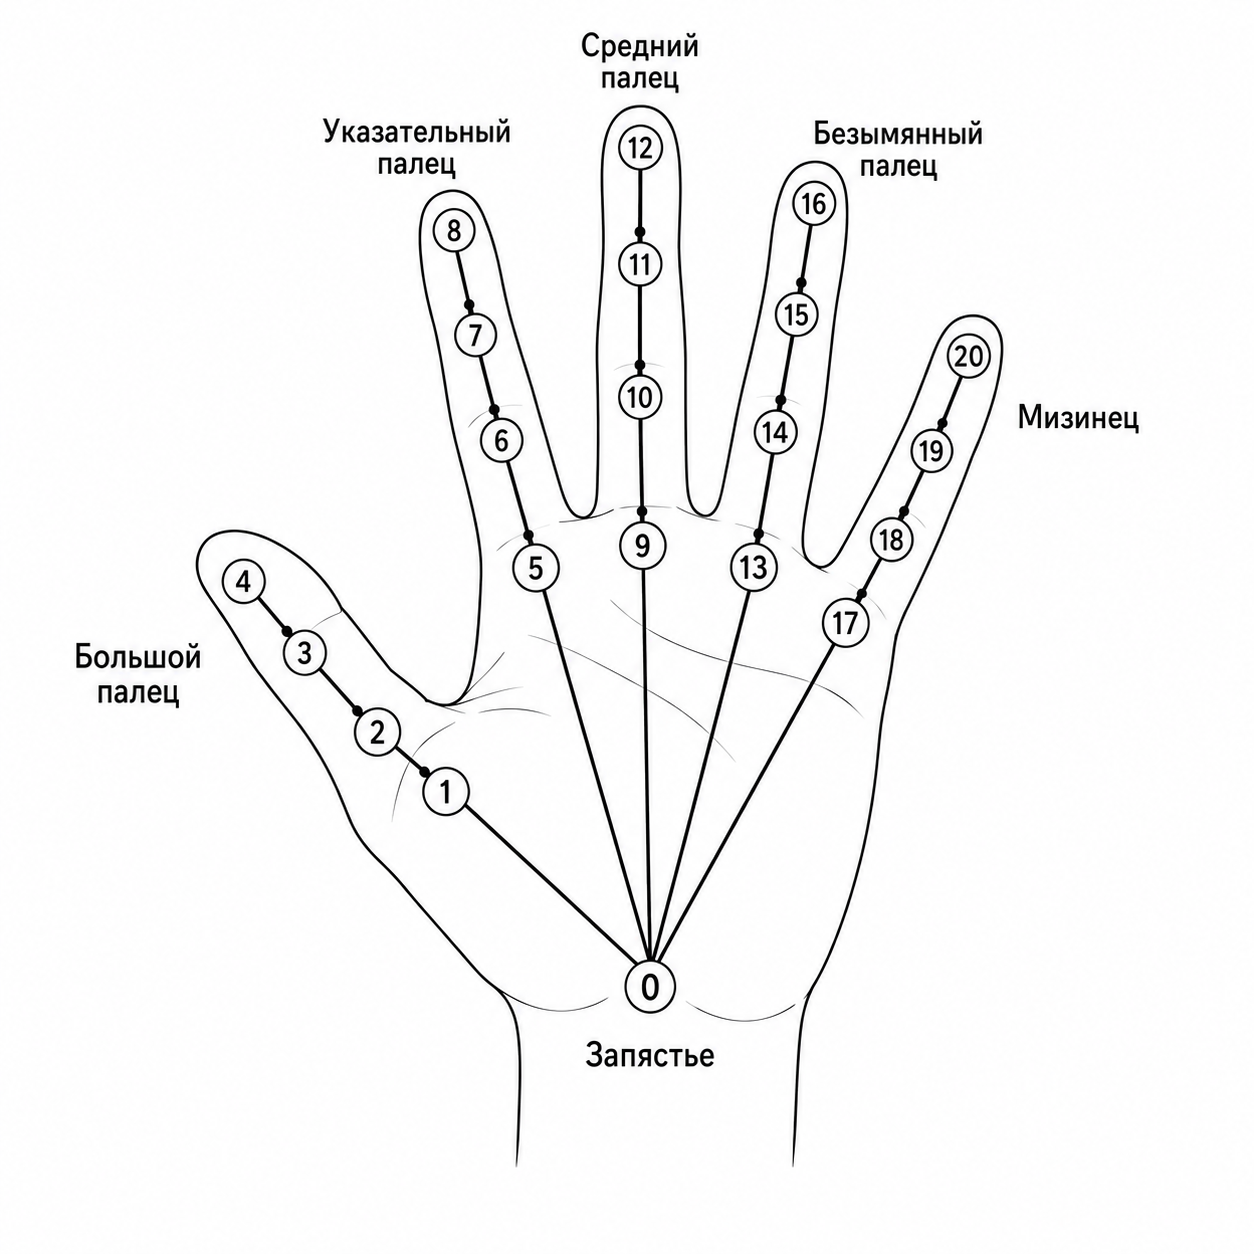 Средний
палец
Указательный
палец
Безымянный
палец
12
16
8
11
15
7
20
10
14
19
6
18
9
5
13
4
17
3
Мизинец
Большой
палец
2
1
0
Запястье